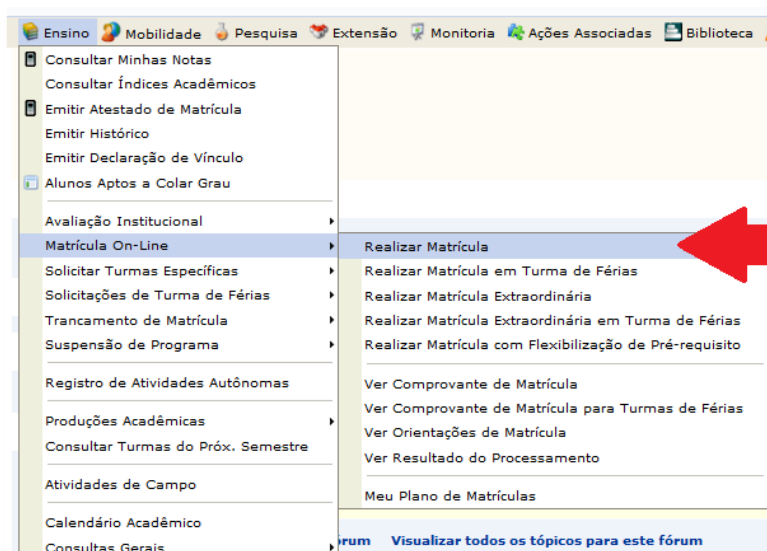 Ensino Mobilidade Pesquisa Extensão Monitoria Ações Associadas Biblioteca
Consultar Minhas Notas
Consultar Índices Acadêmicos
Emitir Atestado de Matrícula
Emitir Histórico
Emitir Declaração de Vínculo
Alunos Aptos a Colar Grau
Avaliação Institucional
Matrícula On-Line
Solicitar Turmas Específicas
Solicitações de Turma de Férias
Trancamento de Matrícula
Suspensão de Programa
Registro de Atividades Autônomas
Produções Acadêmicas
Consultar Turmas do Próx. Semestre
Atividades de Campo
Calendário Acadêmico
Consultas Gerais
Realizar Matrícula
Realizar Matrícula em Turma de Férias
Realizar Matrícula Extraordinária
Realizar Matrícula Extraordinária em Turma de Férias
Realizar Matrícula com Flexibilização de Pré-requisito
Ver Comprovante de Matrícula
Ver Comprovante de Matrícula para Turmas de Férias
Ver Orientações de Matrícula
Ver Resultado do Processamento
Meu Plano de Matrículas
órum Visualizar todos os tópicos para este fórum